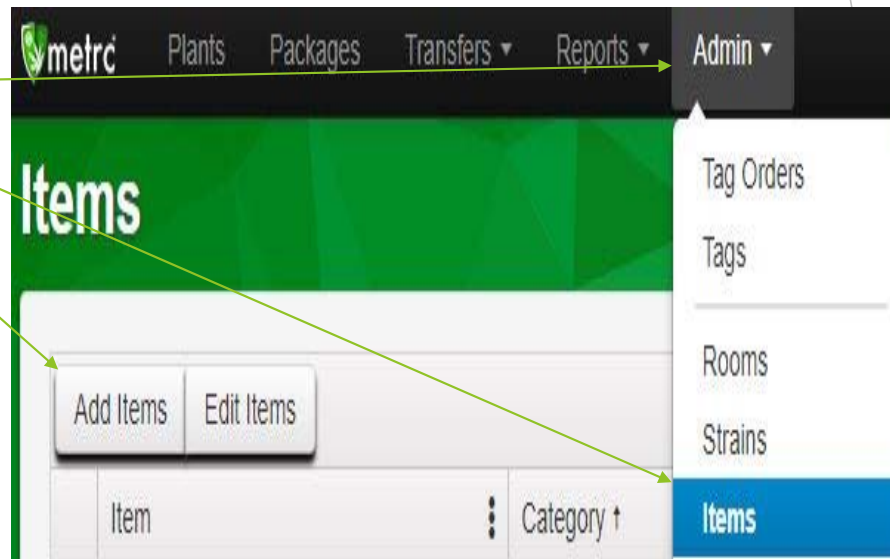 metrc Plants Packages Transfers Reports Admin
Items
Tag Orders
Tags
Rooms
Strains
Items
Add Items Edit Items
Item Category ↑